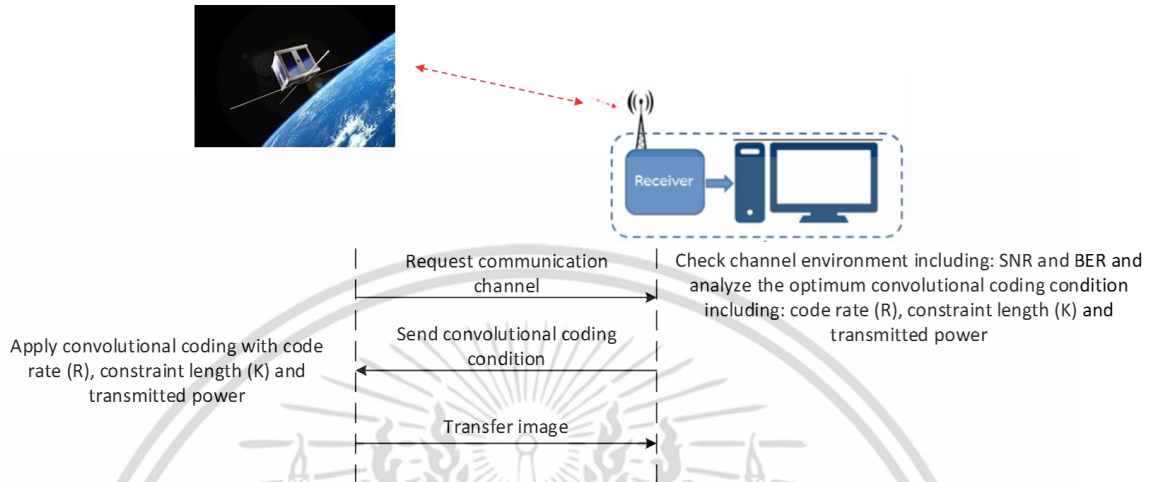 Receiver
Request communication
channel
Check channel environment including: SNR and BER and
analyze the optimum convolutional coding condition
including: code rate (R), constraint length (K) and
transmitted power
Send convolutional coding
condition
Apply convolutional coding with code
rate (R), constraint length (K) and
transmitted power
Transfer image